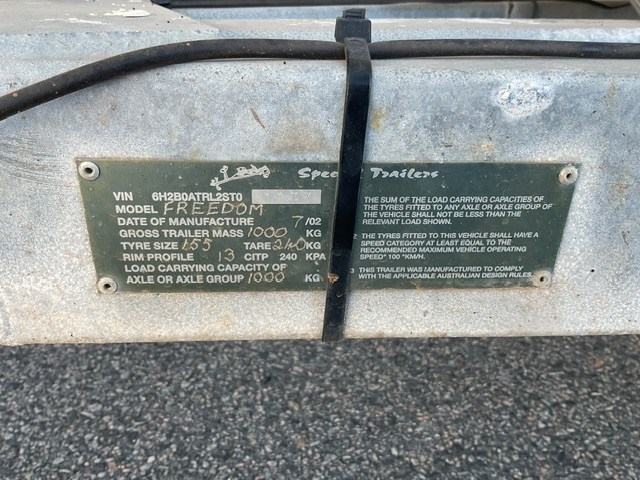 Spee Trailers
VIN 6H2B0ATRL2ST0
MODEL FREEDOM
DATE OF MANUFACTURE 7/02
GROSS TRAILER MASS 1000 KG
TYRE SIZE 155 TARE 240 KG
RIM PROFILE 13 CITP 240 KPA
LOAD CARRYING CAPACITY OF
AXLE OR AXLE GROUP 1000 KG
THE SUM OF THE LOAD CARRYING CAPACITIES
OF THE TYRES FITTED TO ANY AXLE OR AXLE GROUP OF
THE VEHICLE SHALL NOT BE LESS THAN THE
RELEVANT LOAD SHOWN.
2 THE TYRES FITTED TO THIS VEHICLE SHALL HAVE A
SPEED CATEGORY AT LEAST EQUAL TO THE
RECOMMENDED MAXIMUM VEHICLE OPERATING
SPEED* 100 *KM/H.
3 THIS TRAILER WAS MANUFACTURED TO COMPLY
WITH THE APPLICABLE AUSTRALIAN DESIGN RULES.